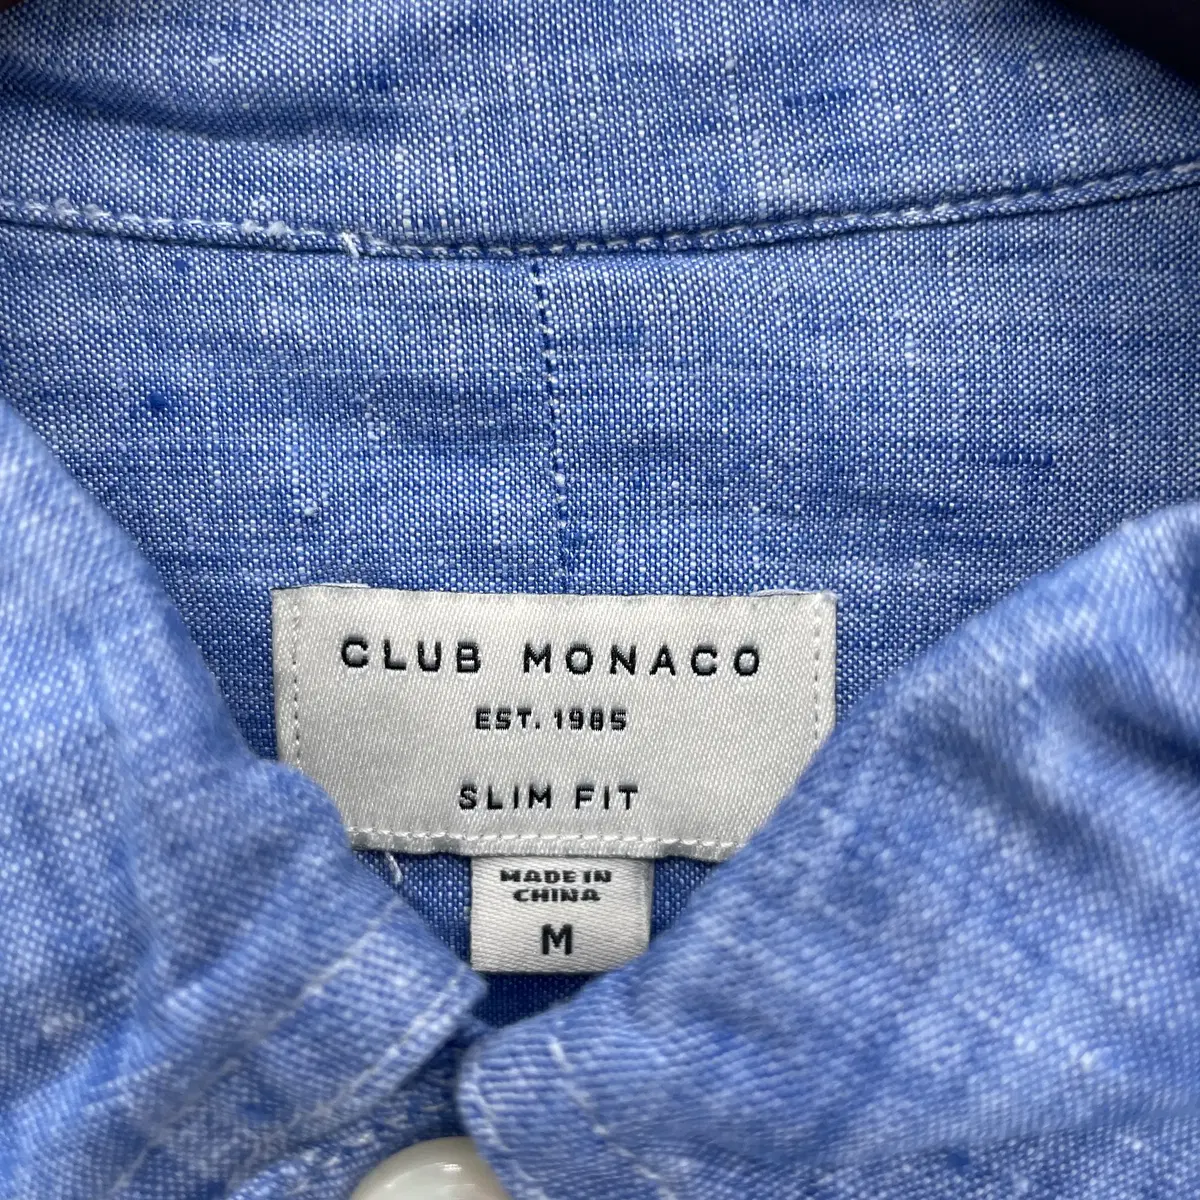 CLUB MONACO
EST. 1985
SLIM FIT
MADE IN
CHINA
M